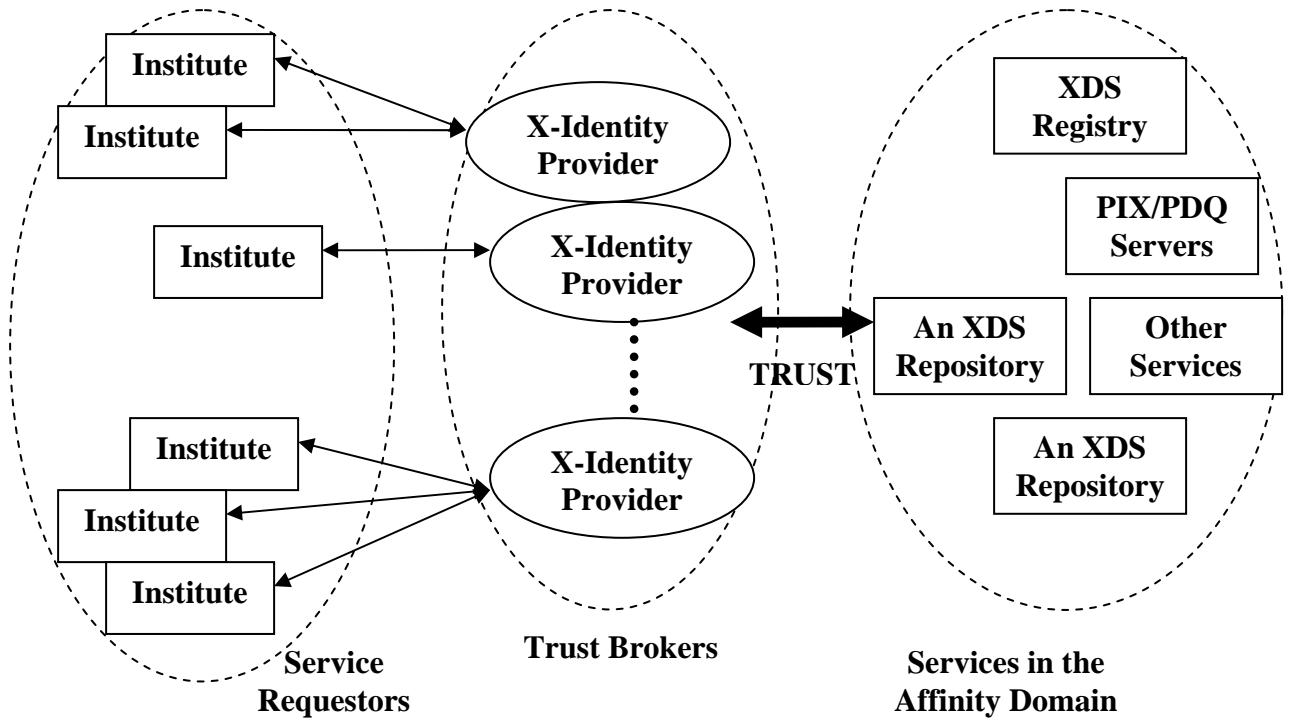 Institute
Institute
Institute
Institute
Institute
Institute
Service
Requestors
X-Identity
Provider
X-Identity
Provider
X-Identity
Provider
Trust Brokers
TRUST
XDS
Registry
PIX/PDQ
Servers
An XDS
Repository
Other
Services
An XDS
Repository
Services in the
Affinity Domain